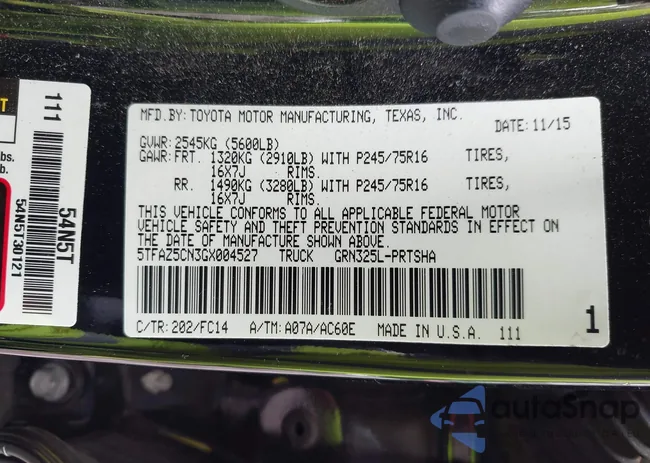 MFD.BY: TOYOTA MOTOR MANUFACTURING, TEXAS, INC.
DATE: 11/15
GVWR: 2545KG (5600LB)
GAWR: FRT. 1320KG (2910LB) WITH P245/75R16 TIRES,
16X7J RIMS.
RR. 1490KG (3280LB) WITH P245/75R16 TIRES,
16X7J RIMS.
THIS VEHICLE CONFORMS TO ALL APPLICABLE FEDERAL MOTOR
VEHICLE SAFETY AND THEFT PREVENTION STANDARDS IN EFFECT ON
THE DATE OF MANUFACTURE SHOWN ABOVE.
5TFAZ5CN3GX004527 TRUCK GRN325L-PRTSHA
C/TR: 202/FC14 A/TM: A07A/AC60E MADE IN U.S.A. 111
1
111
54N5T
54N5T30121
T
bs.
b.
autoSnap